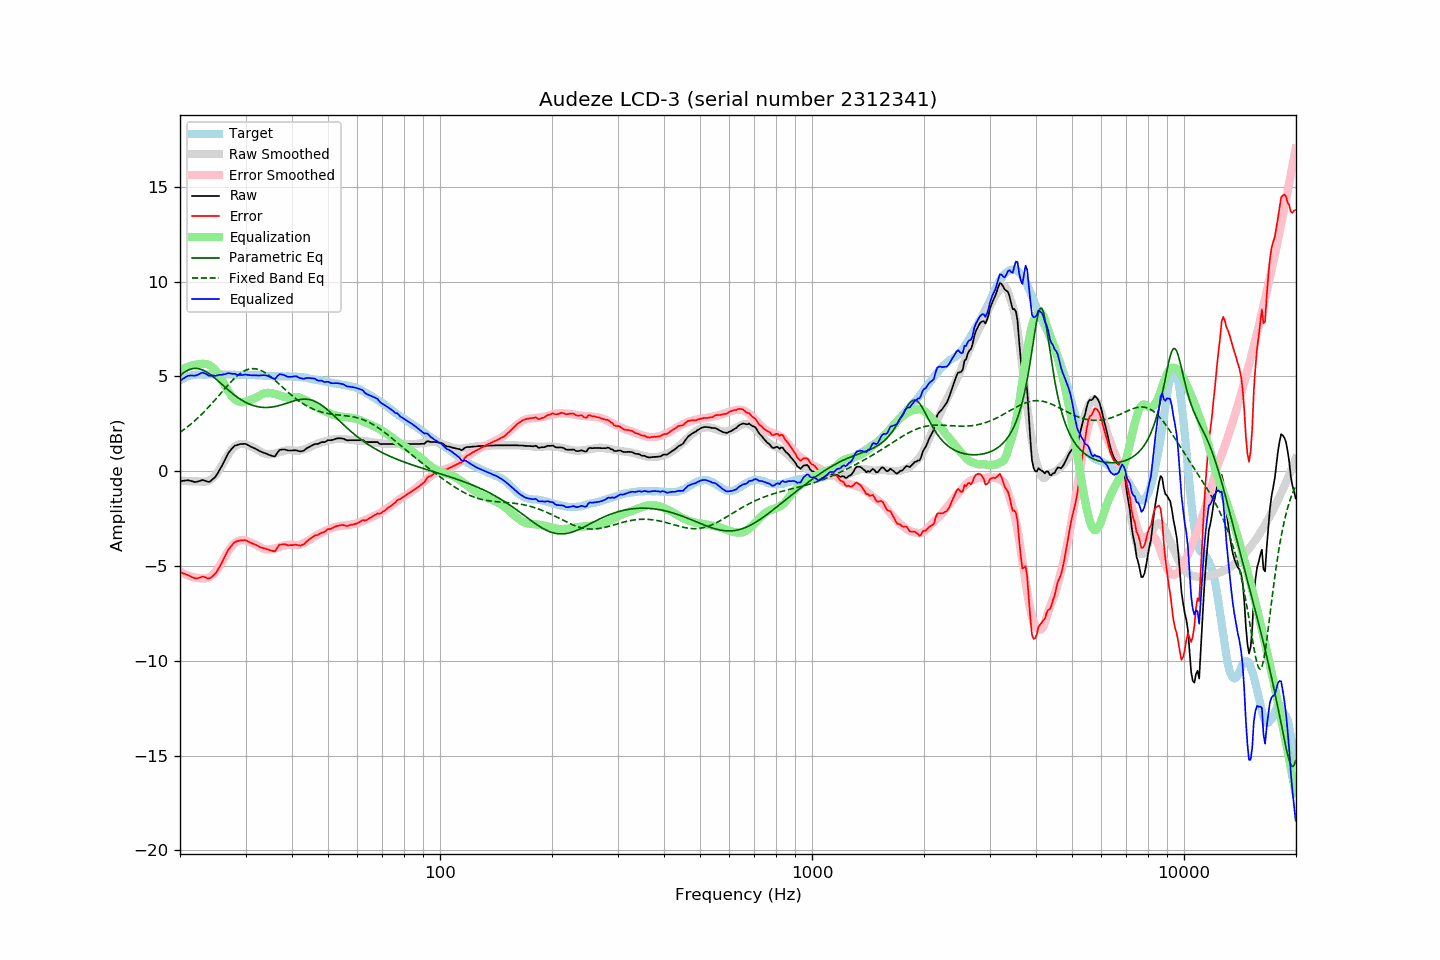 Audeze LCD-3 (serial number 2312341)
Target
Raw Smoothed
Error Smoothed
Raw
Error
Equalization
Parametric Eq
Fixed Band Eq
Equalized
15
10
5
0
−5
−10
−15
−20
Amplitude (dBr)
100
1000
10000
Frequency (Hz)